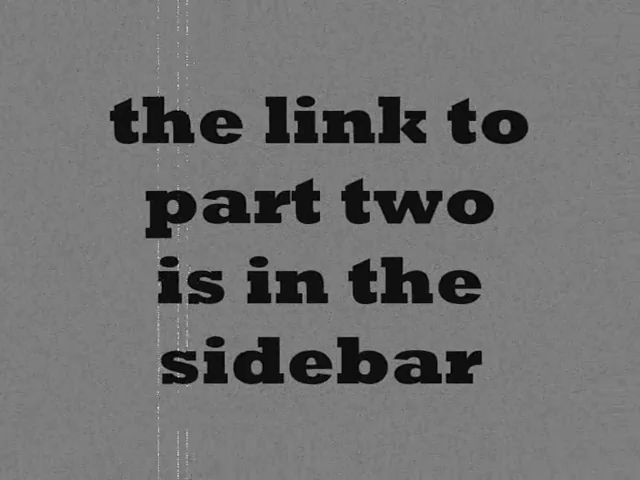 the link to
part two
is in the
sidebar